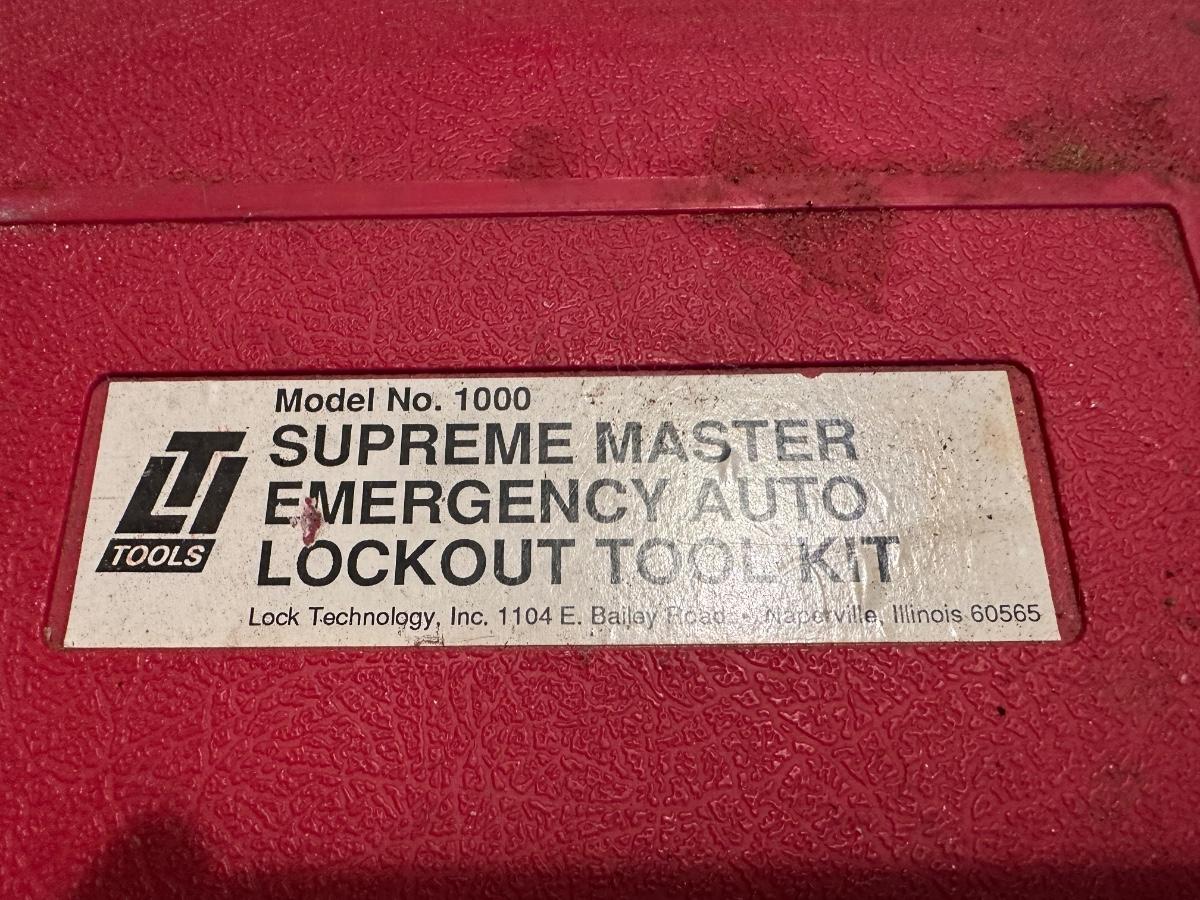 Model No. 1000
SUPREME MASTER
EMERGENCY AUTO
LOCKOUT TOOL KIT
LTI
TOOLS
Lock Technology, Inc. 1104 E. Bailey Road - Naperville, Illinois 60565